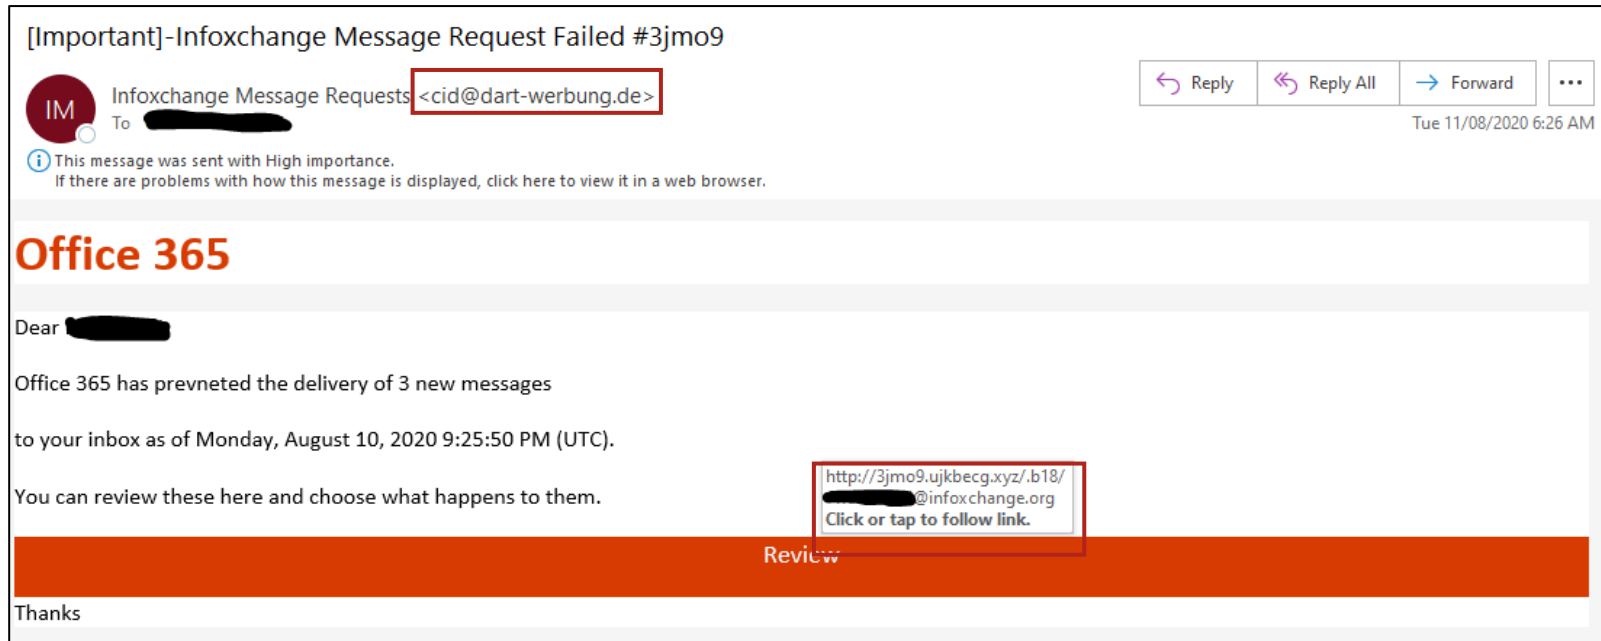 [Important]-Infoxchange Message Request Failed #3jmo9
IM
Infoxchange Message Requests <cid@dart-werbung.de>
To
Reply
Reply All
Forward
...
Tue 11/08/2020 6:26 AM
This message was sent with High importance.
If there are problems with how this message is displayed, click here to view it in a web browser.
Office 365
Dear
Office 365 has prevneted the delivery of 3 new messages
to your inbox as of Monday, August 10, 2020 9:25:50 PM (UTC).
You can review these here and choose what happens to them.
http://3jmo9.ujkbecg.xyz/.b18/
@infoxchange.org
Click or tap to follow link.
Review
Thanks